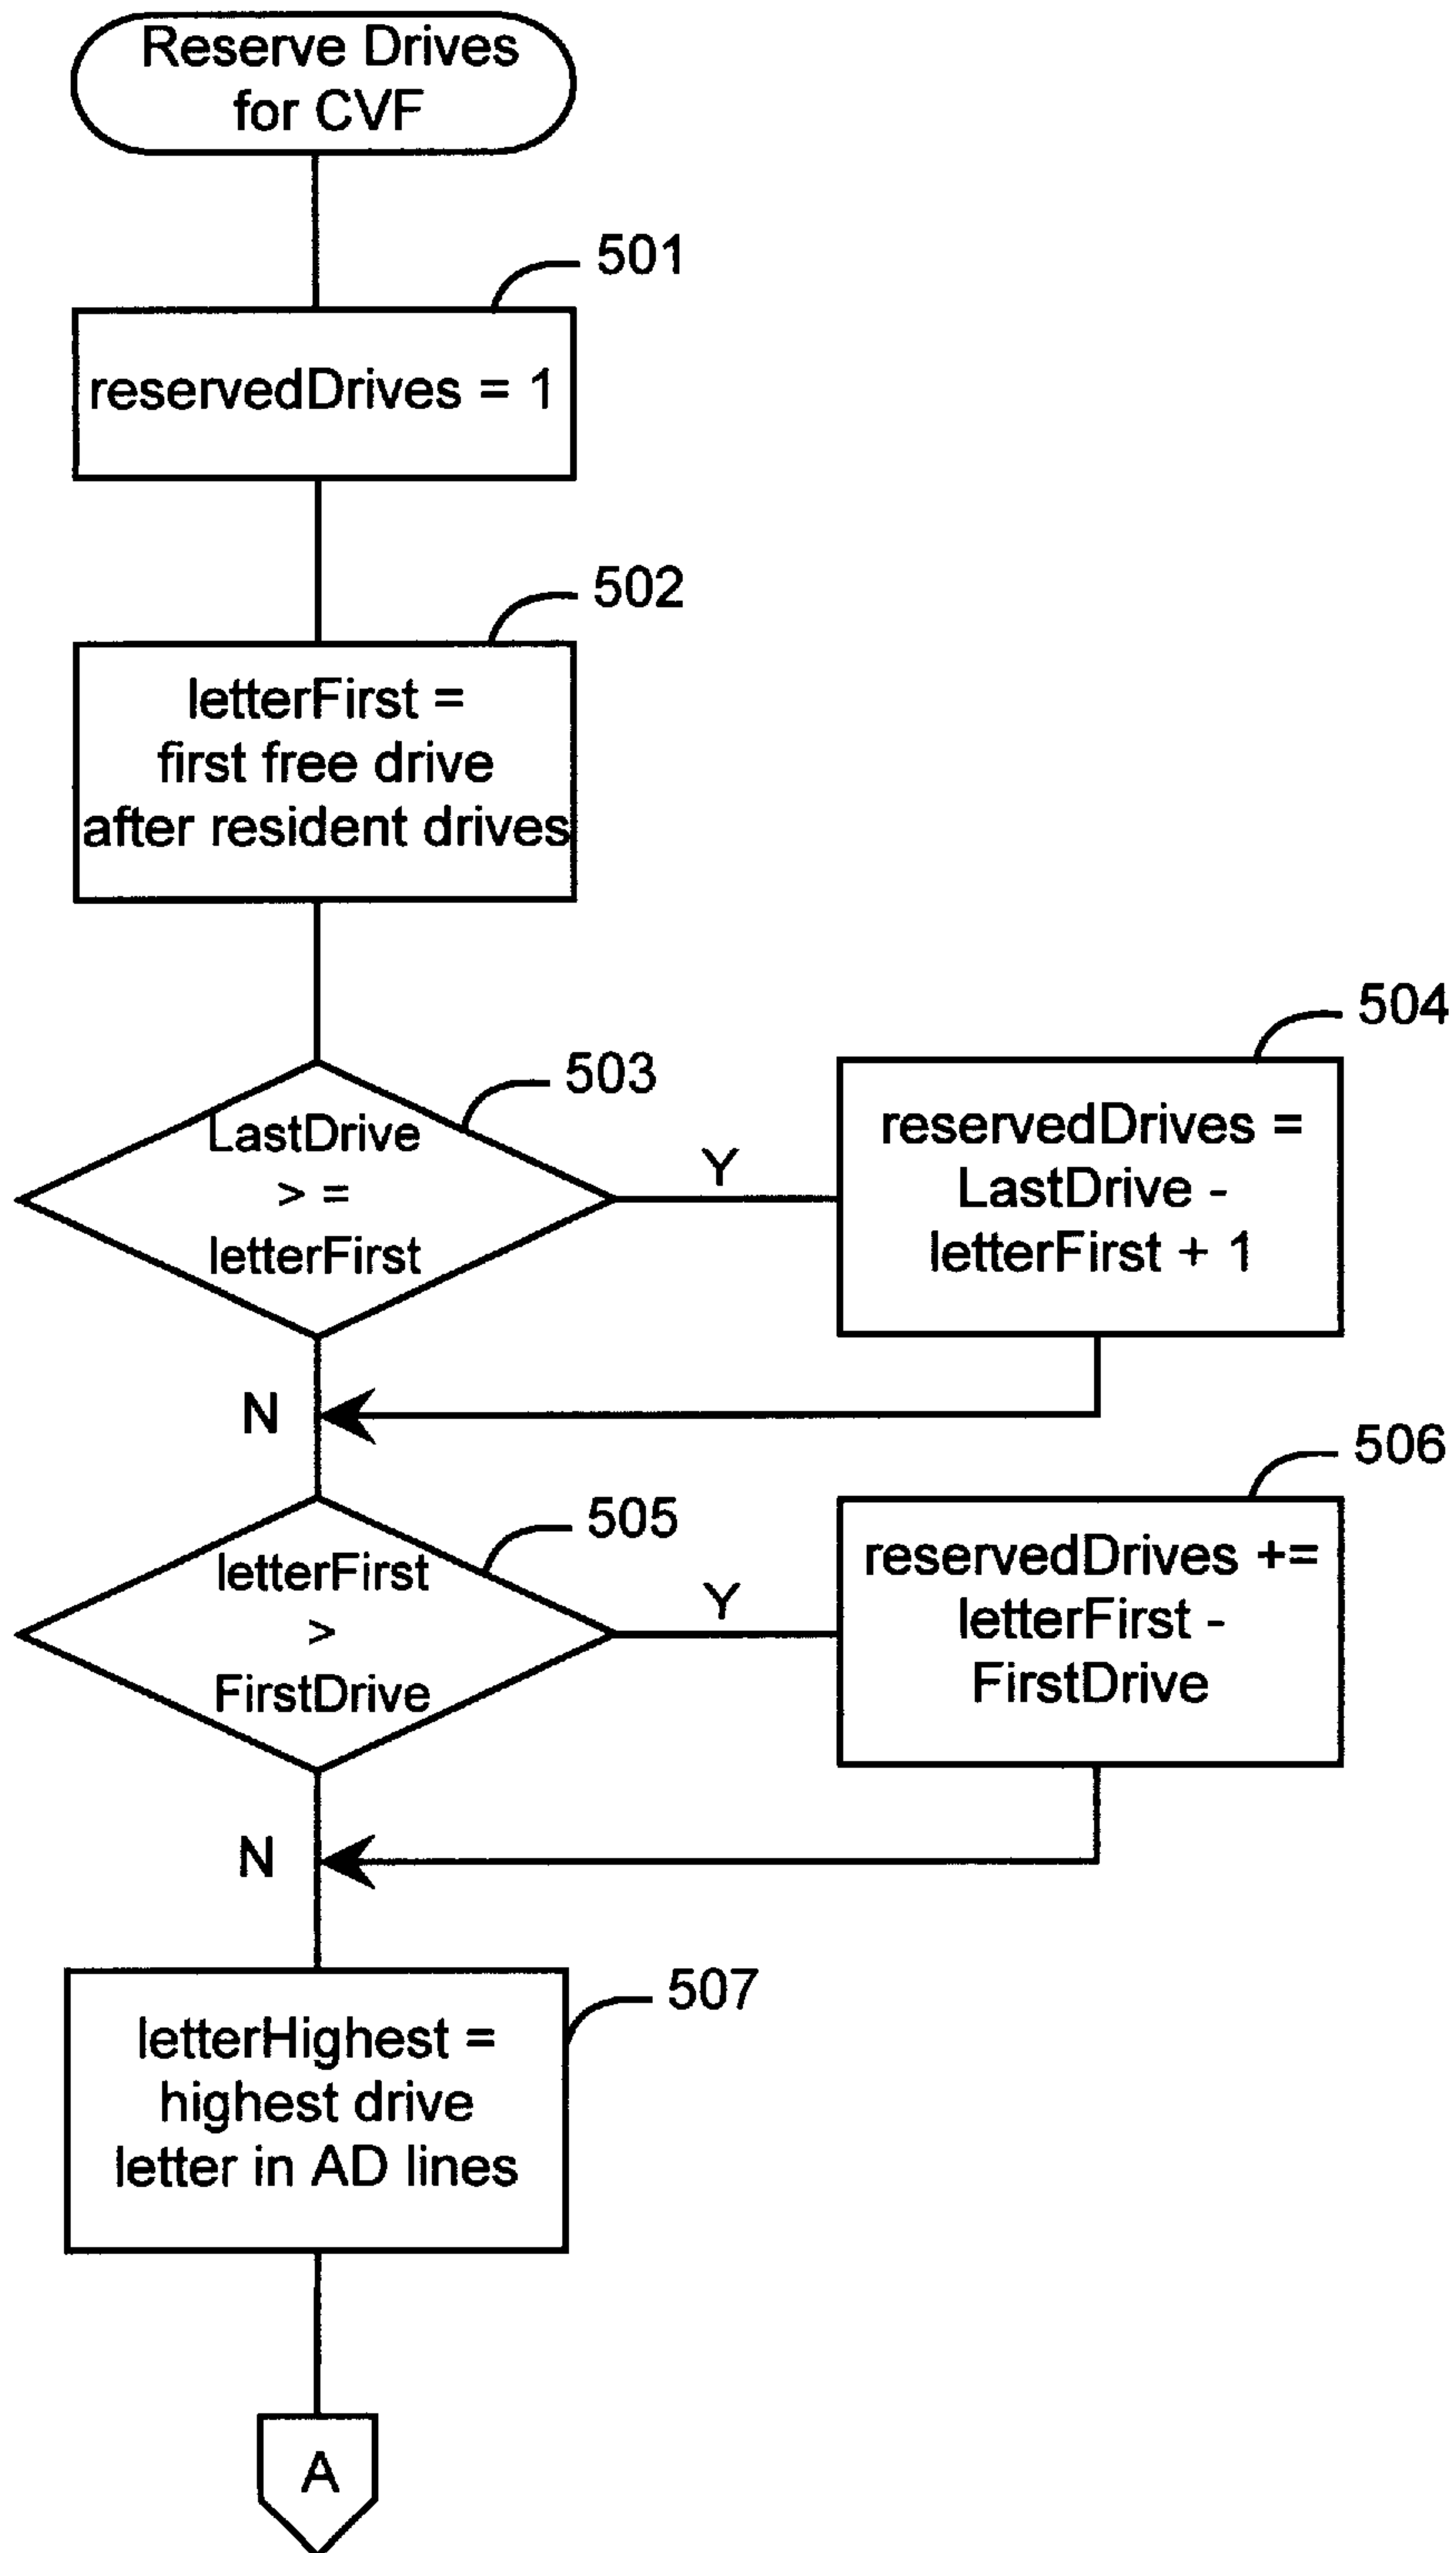 Reserve Drives
for CVF
501
reservedDrives = 1
502
letterFirst =
first free drive
after resident drives
503
LastDrive
> =
letterFirst
Y
504
reservedDrives =
LastDrive -
letterFirst + 1
N
505
letterFirst
>
FirstDrive
Y
506
reservedDrives +=
letterFirst -
FirstDrive
N
507
letterHighest =
highest drive
letter in AD lines
A